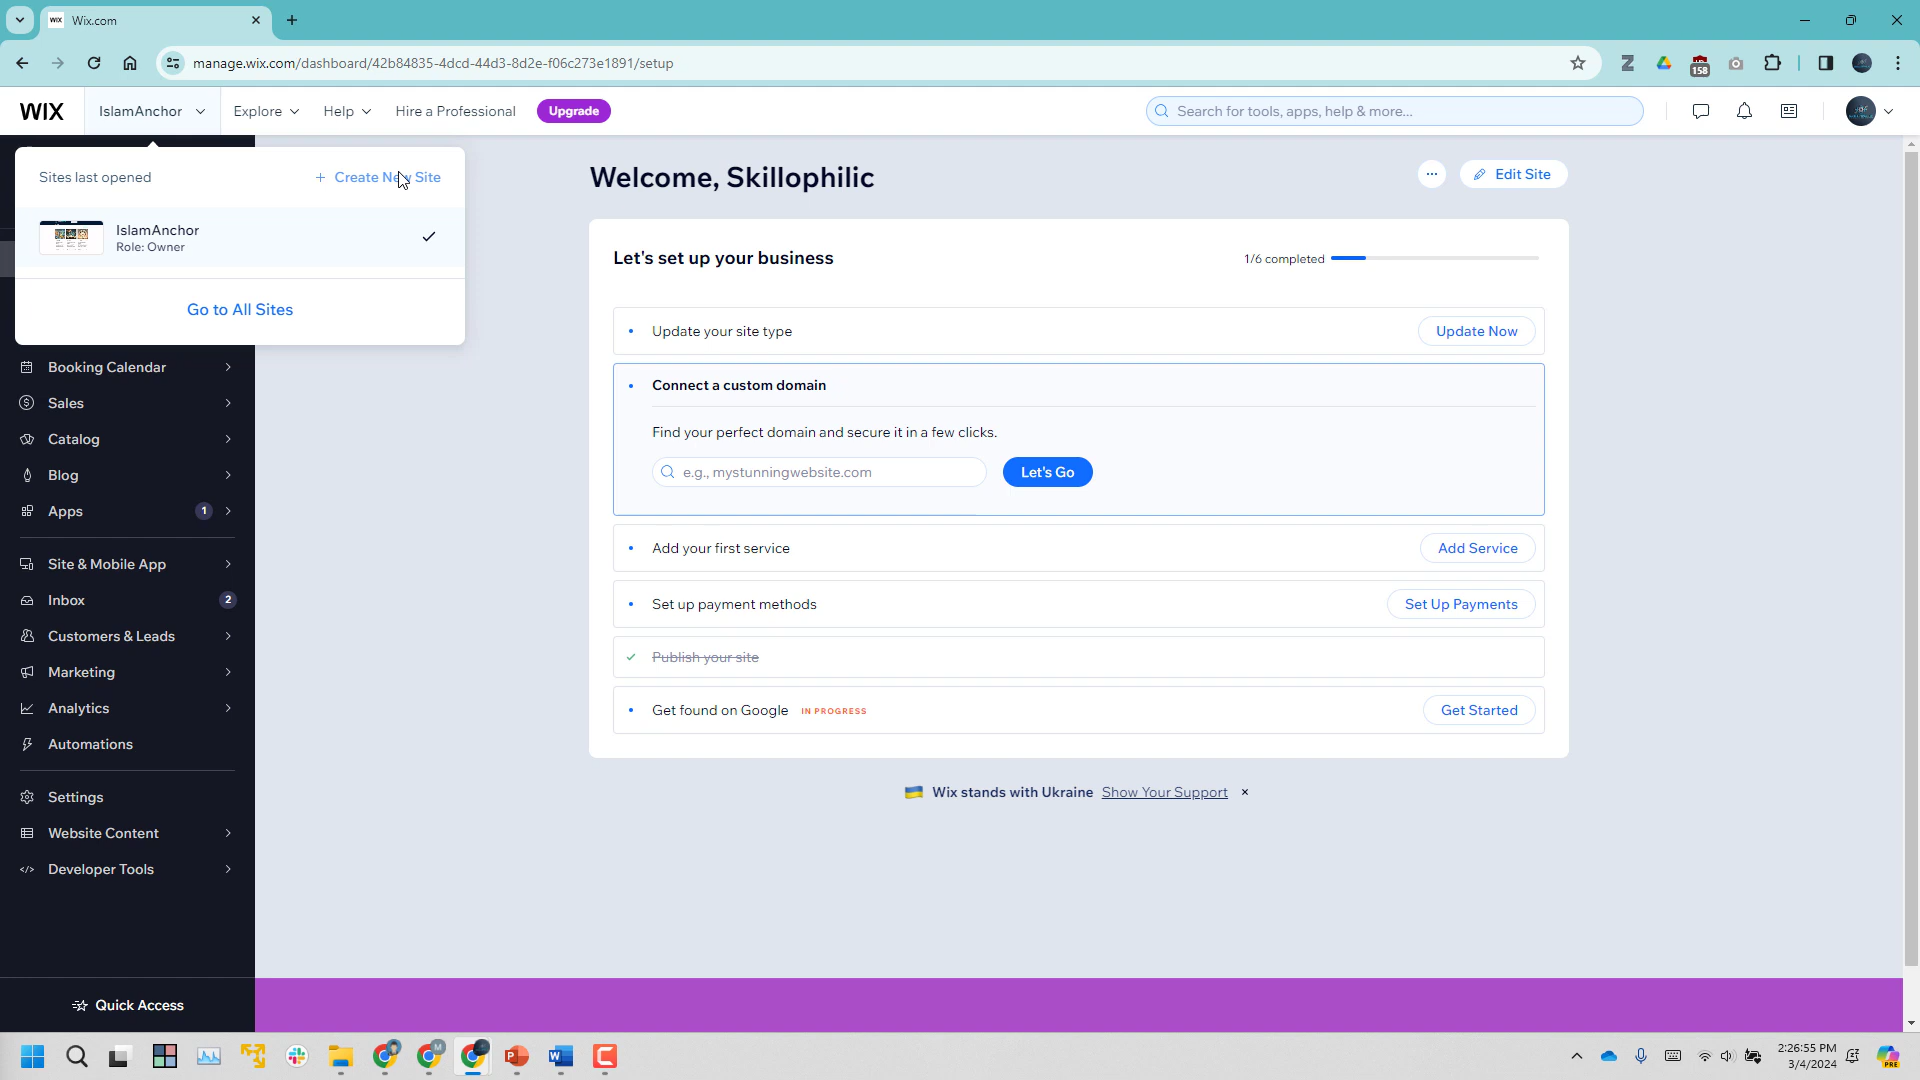 Wix.com
manage.wix.com/dashboard/42b84835-4dcd-44d3-8d2e-f06c273e1891/setup
158
WIX
IslamAnchor
Explore
Help
Hire a Professional
Upgrade
Search for tools, apps, help & more...
Sites last opened
+ Create New Site
IslamAnchor
Role: Owner
Go to All Sites
Booking Calendar
Sales
Catalog
Blog
Apps 1
Site & Mobile App
Inbox 2
Customers & Leads
Marketing
Analytics
Automations
Settings
Website Content
Developer Tools
Quick Access
Welcome, Skillophilic
Edit Site
Let's set up your business
1/6 completed
Update your site type
Update Now
Connect a custom domain
Find your perfect domain and secure it in a few clicks.
e.g., mystunningwebsite.com
Let's Go
Add your first service
Add Service
Set up payment methods
Set Up Payments
Publish your site
Get found on Google IN PROGRESS
Get Started
Wix stands with Ukraine Show Your Support
2:26:55 PM
3/4/2024